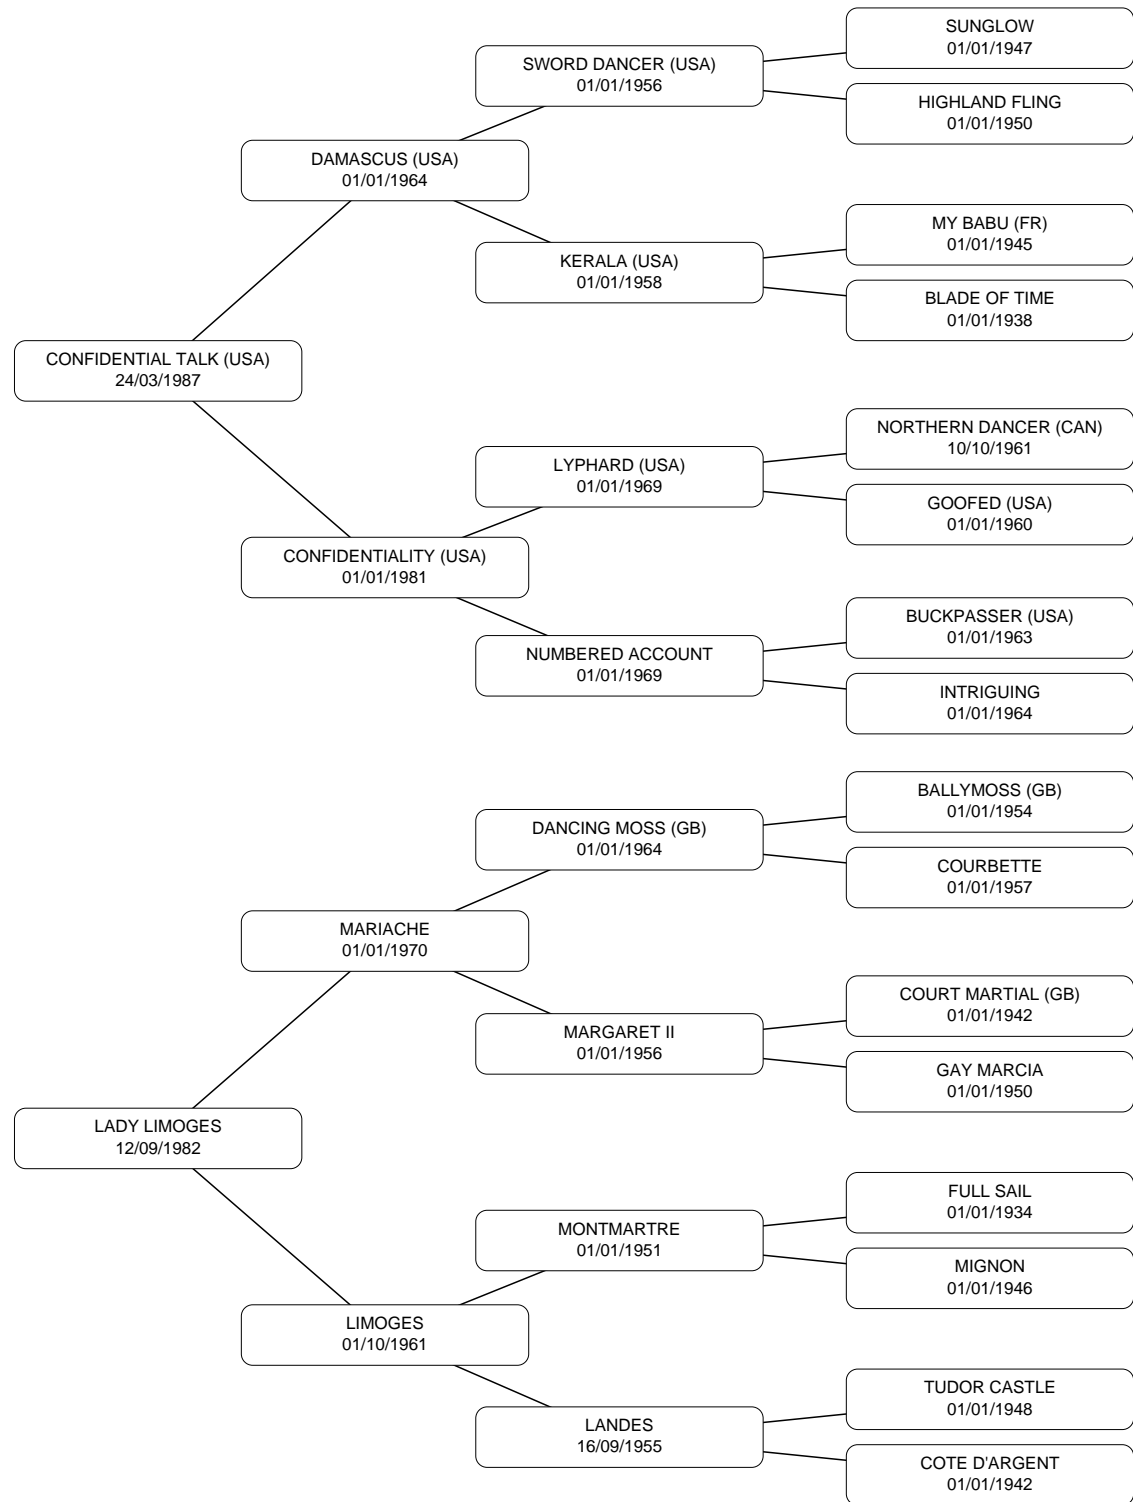 SUNGLOW
01/01/1947
SWORD DANCER (USA)
01/01/1956
HIGHLAND FLING
01/01/1950
DAMASCUS (USA)
01/01/1964
MY BABU (FR)
01/01/1945
KERALA (USA)
01/01/1958
BLADE OF TIME
01/01/1938
CONFIDENTIAL TALK (USA)
24/03/1987
NORTHERN DANCER (CAN)
10/10/1961
LYPHARD (USA)
01/01/1969
GOOFED (USA)
01/01/1960
CONFIDENTIALITY (USA)
01/01/1981
BUCKPASSER (USA)
01/01/1963
NUMBERED ACCOUNT
01/01/1969
INTRIGUING
01/01/1964
BALLYMOSS (GB)
01/01/1954
DANCING MOSS (GB)
01/01/1964
COURBETTE
01/01/1957
MARIACHE
01/01/1970
COURT MARTIAL (GB)
01/01/1942
MARGARET II
01/01/1956
GAY MARCIA
01/01/1950
LADY LIMOGES
12/09/1982
FULL SAIL
01/01/1934
MONTMARTRE
01/01/1951
MIGNON
01/01/1946
LIMOGES
01/10/1961
TUDOR CASTLE
01/01/1948
LANDES
16/09/1955
COTE D'ARGENT
01/01/1942